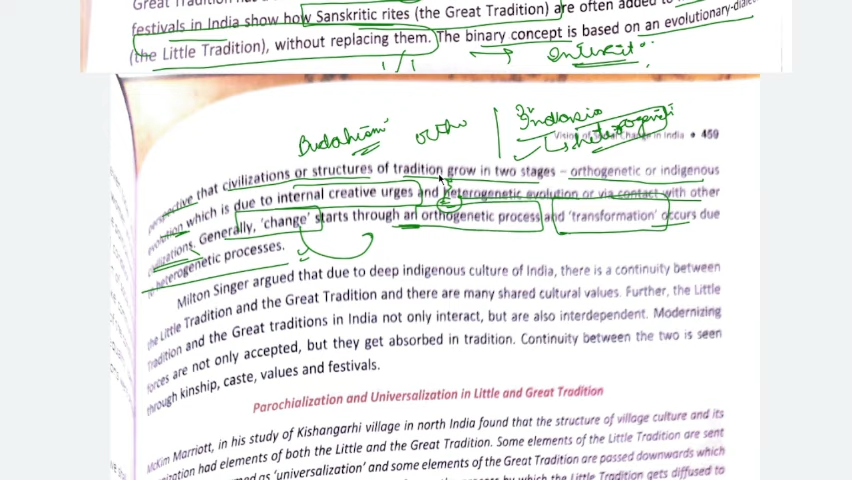 festivals in India show how Sanskritic rites (the Great Tradition) are often added to
(the Little Tradition), without replacing them. The binary concept is based on an evolutionary-
Budahism ortho
heterogeneti
Vision of Social Change in India • 459
perspective that civilizations or structures of tradition grow in two stages – orthogenetic or indigenous
evolution which is due to internal creative urges and heterogenetic evolution or via contact with other
civilizations. Generally, 'change' starts through an orthogenetic process and 'transformation' occurs due
to heterogenetic processes.
Milton Singer argued that due to deep indigenous culture of India, there is a continuity between
the Little Tradition and the Great Tradition and there are many shared cultural values. Further, the Little
Tradition and the Great traditions in India not only interact, but are also interdependent. Modernizing
forces are not only accepted, but they get absorbed in tradition. Continuity between the two is seen
through kinship, caste, values and festivals.
Parochialization and Universalization in Little and Great Tradition
McKim Marriott, in his study of Kishangarhi village in north India found that the structure of village culture and its
had elements of both the Little and the Great Tradition. Some elements of the Little Tradition are sent
as 'universalization' and some elements of the Great Tradition are passed downwards which
by which the Little Tradition gets diffused to